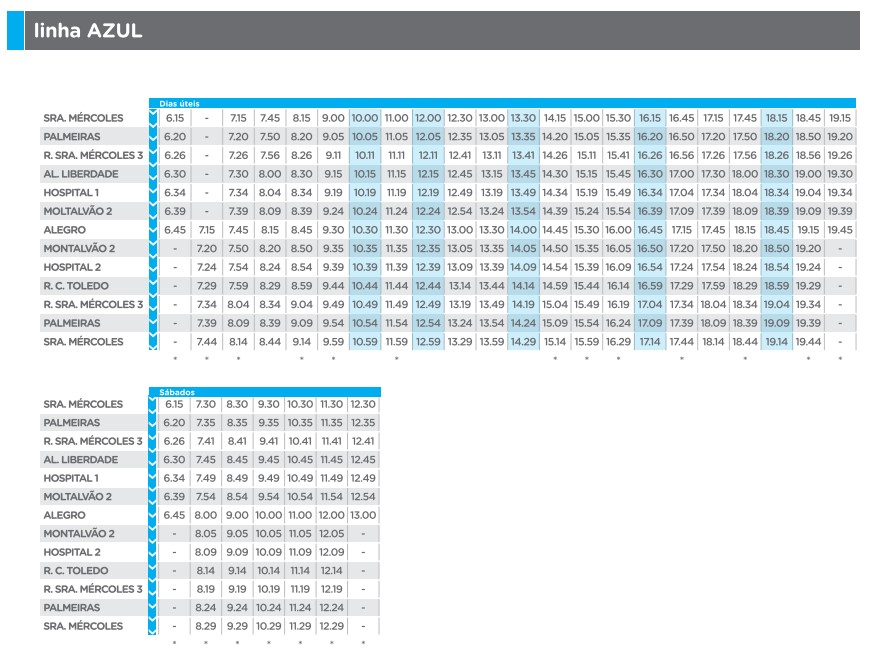 linha AZUL
Dias úteis
SRA. MÉRCOLES 6.15 - 7.15 7.45 8.15 9.00 10.00 11.00 12.00 12.30 13.00 13.30 14.15 15.00 15.30 16.15 16.45 17.15 17.45 18.15 18.45 19.15
PALMEIRAS 6.20 - 7.20 7.50 8.20 9.05 10.05 11.05 12.05 12.35 13.05 13.35 14.20 15.05 15.35 16.20 16.50 17.20 17.50 18.20 18.50 19.20
R. SRA. MÉRCOLES 3 6.26 - 7.26 7.56 8.26 9.11 10.11 11.11 12.11 12.41 13.11 13.41 14.26 15.11 15.41 16.26 16.56 17.26 17.56 18.26 18.56 19.26
AL. LIBERDADE 6.30 - 7.30 8.00 8.30 9.15 10.15 11.15 12.15 12.45 13.15 13.45 14.30 15.15 15.45 16.30 17.00 17.30 18.00 18.30 19.00 19.30
HOSPITAL 1 6.34 - 7.34 8.04 8.34 9.19 10.19 11.19 12.19 12.49 13.19 13.49 14.34 15.19 15.49 16.34 17.04 17.34 18.04 18.34 19.04 19.34
MOLTALVÃO 2 6.39 - 7.39 8.09 8.39 9.24 10.24 11.24 12.24 12.54 13.24 13.54 14.39 15.24 15.54 16.39 17.09 17.39 18.09 18.39 19.09 19.39
ALEGRO 6.45 7.15 7.45 8.15 8.45 9.30 10.30 11.30 12.30 13.00 13.30 14.00 14.45 15.30 16.00 16.45 17.15 17.45 18.15 18.45 19.15 19.45
MONTALVÃO 2 - 7.20 7.50 8.20 8.50 9.35 10.35 11.35 12.35 13.05 13.35 14.05 14.50 15.35 16.05 16.50 17.20 17.50 18.20 18.50 19.20 -
HOSPITAL 2 - 7.24 7.54 8.24 8.54 9.39 10.39 11.39 12.39 13.09 13.39 14.09 14.54 15.39 16.09 16.54 17.24 17.54 18.24 18.54 19.24 -
R. C. TOLEDO - 7.29 7.59 8.29 8.59 9.44 10.44 11.44 12.44 13.14 13.44 14.14 14.59 15.44 16.14 16.59 17.29 17.59 18.29 18.59 19.29 -
R. SRA. MÉRCOLES 3 - 7.34 8.04 8.34 9.04 9.49 10.49 11.49 12.49 13.19 13.49 14.19 15.04 15.49 16.19 17.04 17.34 18.04 18.34 19.04 19.34 -
PALMEIRAS - 7.39 8.09 8.39 9.09 9.54 10.54 11.54 12.54 13.24 13.54 14.24 15.09 15.54 16.24 17.09 17.39 18.09 18.39 19.09 19.39 -
SRA. MÉRCOLES - 7.44 8.14 8.44 9.14 9.59 10.59 11.59 12.59 13.29 13.59 14.29 15.14 15.59 16.29 17.14 17.44 18.14 18.44 19.14 19.44 -
* * * * * * * * * * * * *
Sábados
SRA. MÉRCOLES 6.15 7.30 8.30 9.30 10.30 11.30 12.30
PALMEIRAS 6.20 7.35 8.35 9.35 10.35 11.35 12.35
R. SRA. MÉRCOLES 3 6.26 7.41 8.41 9.41 10.41 11.41 12.41
AL. LIBERDADE 6.30 7.45 8.45 9.45 10.45 11.45 12.45
HOSPITAL 1 6.34 7.49 8.49 9.49 10.49 11.49 12.49
MOLTALVÃO 2 6.39 7.54 8.54 9.54 10.54 11.54 12.54
ALEGRO 6.45 8.00 9.00 10.00 11.00 12.00 13.00
MONTALVÃO 2 - 8.05 9.05 10.05 11.05 12.05 -
HOSPITAL 2 - 8.09 9.09 10.09 11.09 12.09 -
R. C. TOLEDO - 8.14 9.14 10.14 11.14 12.14 -
R. SRA. MÉRCOLES 3 - 8.19 9.19 10.19 11.19 12.19 -
PALMEIRAS - 8.24 9.24 10.24 11.24 12.24 -
SRA. MÉRCOLES - 8.29 9.29 10.29 11.29 12.29 -
* * * * * * *